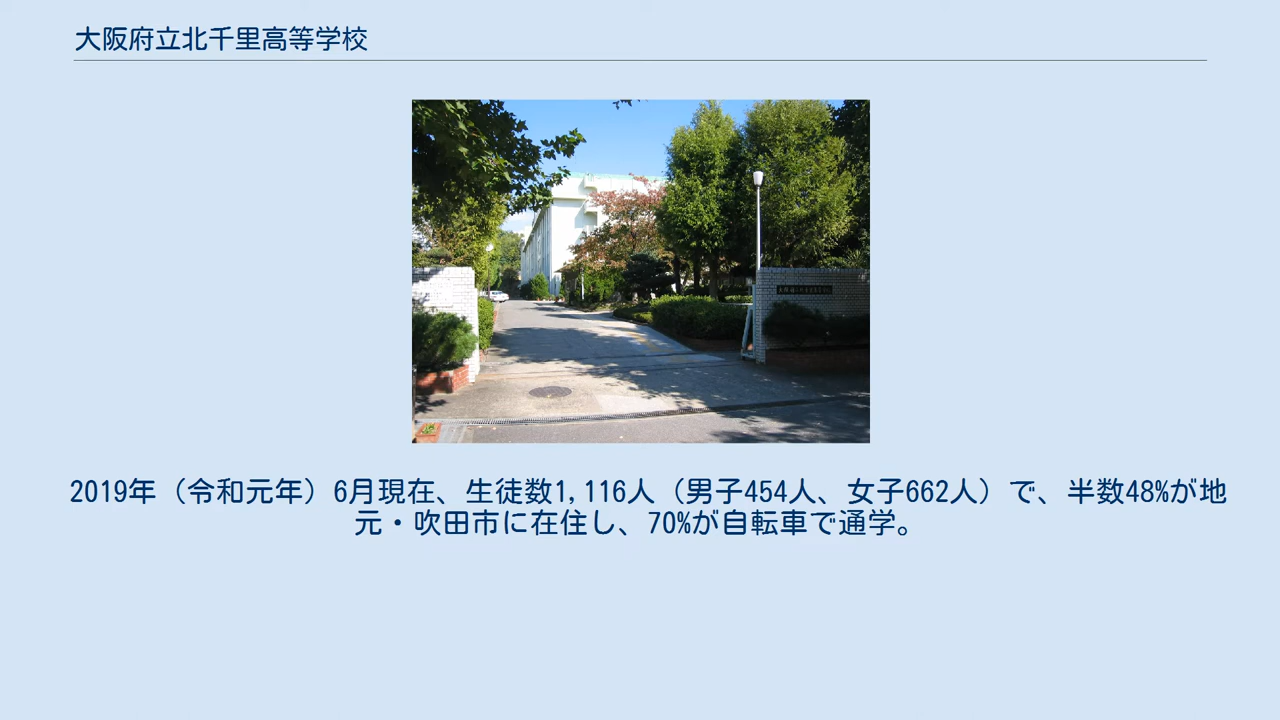 大阪府立北千里高等学校
2019年（令和元年）6月現在、生徒数1,116人（男子454人、女子662人）で、半数48%が地
元・吹田市に在住し、70%が自転車で通学。